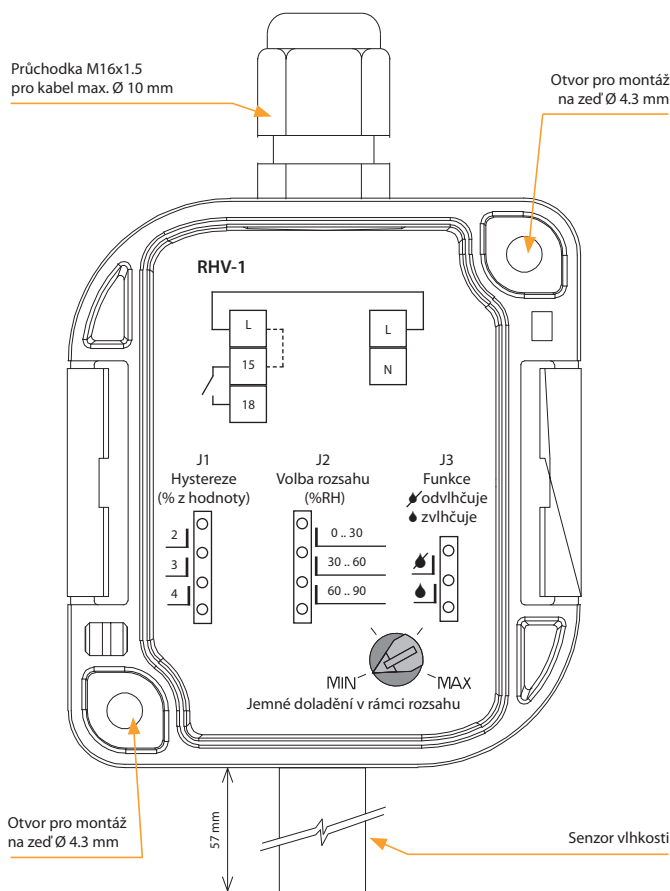 Průchodka M16x1.5
pro kabel max. Ø 10 mm
Otvor pro montáž
na zeď Ø 4.3 mm
RHV-1
L
15
18
L
N
J1
Hystereze
(% z hodnoty)
2
3
4
J2
Volba rozsahu
(%RH)
0 .. 30
30 .. 60
60 .. 90
J3
Funkce
odvlhčuje
zvlhčuje
MIN
MAX
Jemné doladění v rámci rozsahu
Otvor pro montáž
na zeď Ø 4.3 mm
57 mm
Senzor vlhkosti